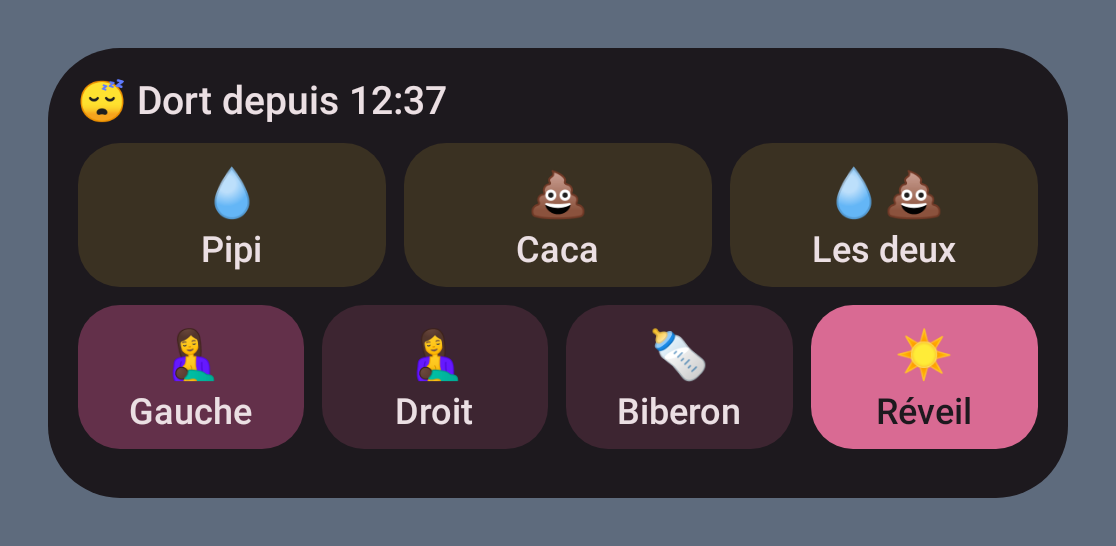 Dort depuis 12:37
Pipi
Caca
Les deux
Gauche
Droit
Biberon
Réveil